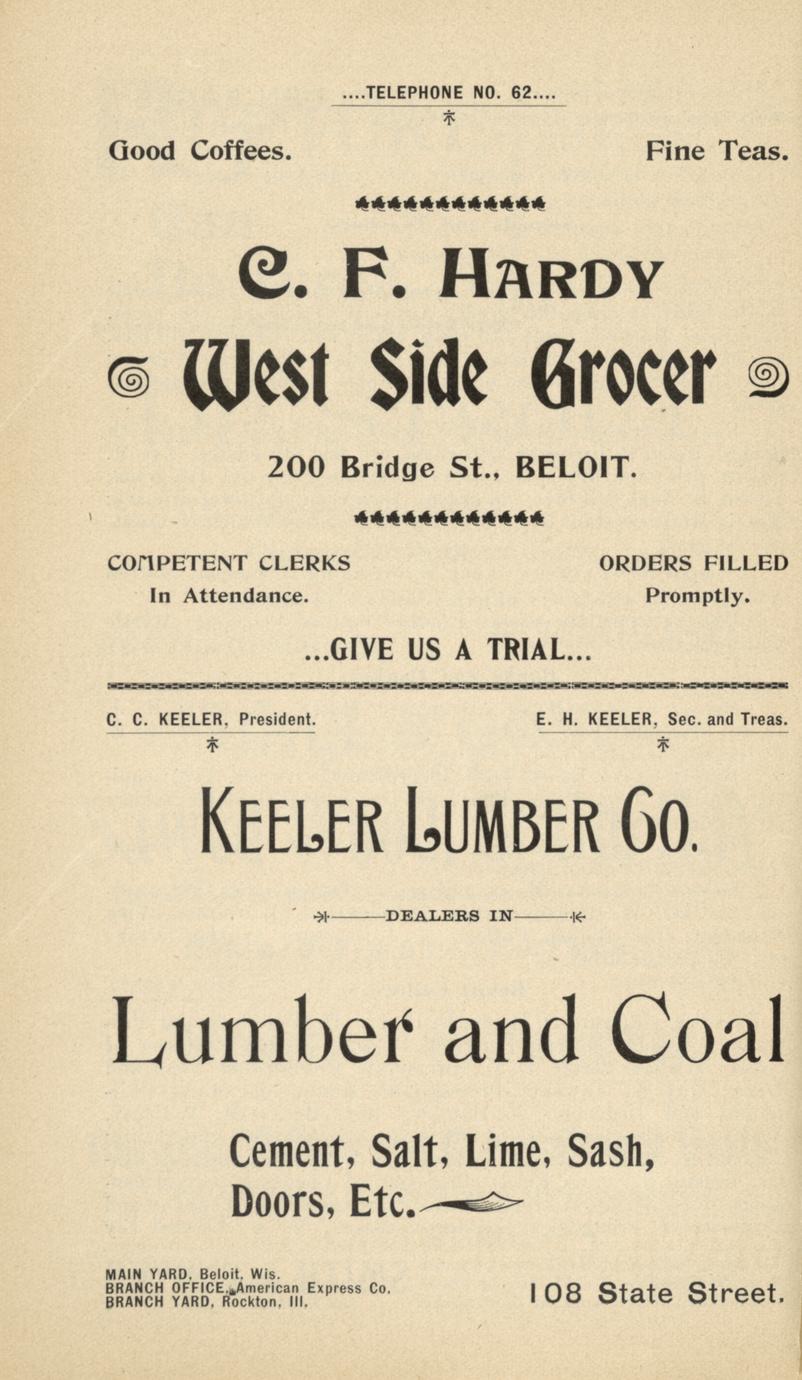 ....TELEPHONE NO. 62....
Good Coffees. Fine Teas.
C. F. HARDY
West Side Grocer
200 Bridge St., BELOIT.
COMPETENT CLERKS ORDERS FILLED
In Attendance. Promptly.
...GIVE US A TRIAL...
C. C. KEELER, President. E. H. KEELER, Sec. and Treas.
KEELER LUMBER CO.
DEALERS IN
Lumber and Coal
Cement, Salt, Lime, Sash,
Doors, Etc.
MAIN YARD, Beloit, Wis.
BRANCH OFFICE, American Express Co.
BRANCH YARD, Rockton, Ill.
108 State Street.